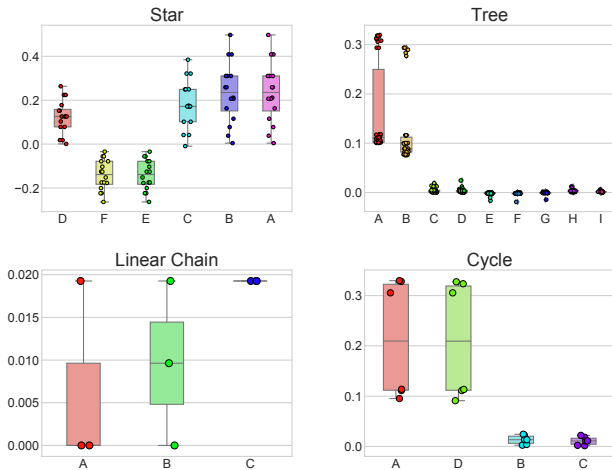 Star
0.4
0.2
0.0
−0.2
D F E C B A
Tree
0.3
0.2
0.1
0.0
A B C D E F G H I
Linear Chain
0.020
0.015
0.010
0.005
0.000
A B C
Cycle
0.3
0.2
0.1
0.0
A D B C